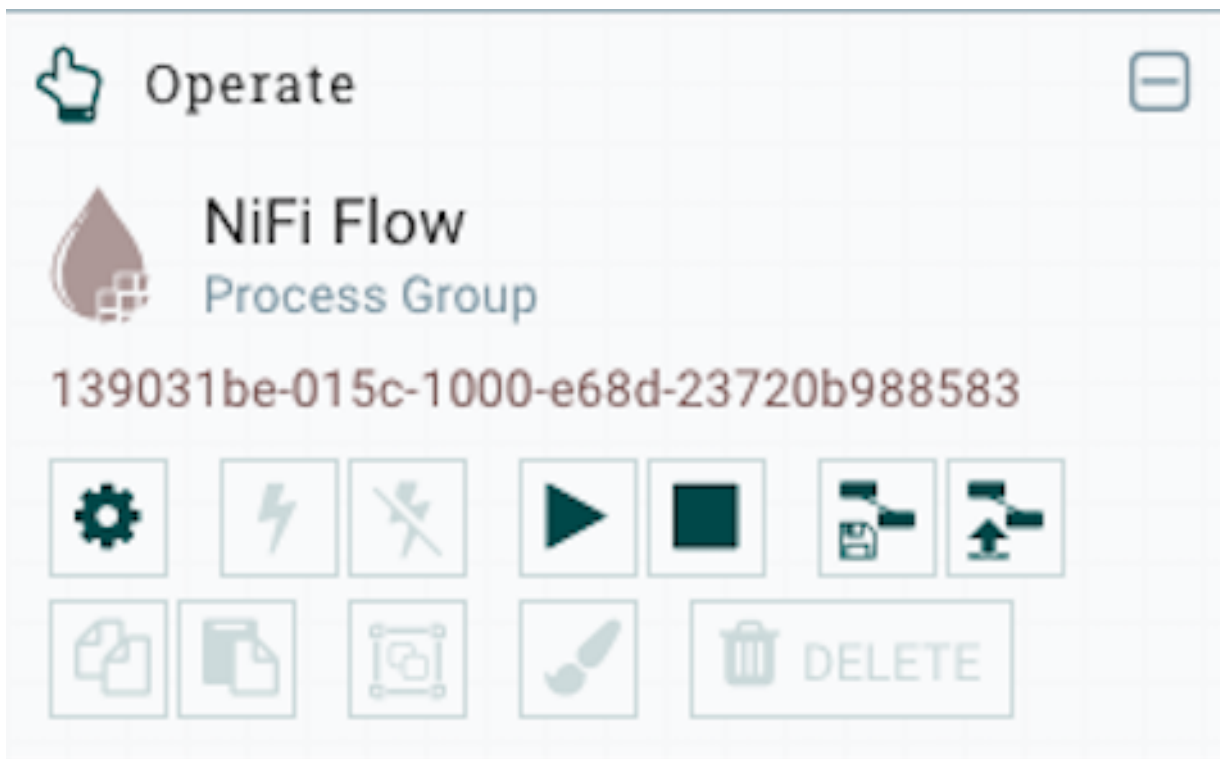 Operate
NiFi Flow
Process Group
139031be-015c-1000-e68d-23720b988583
DELETE